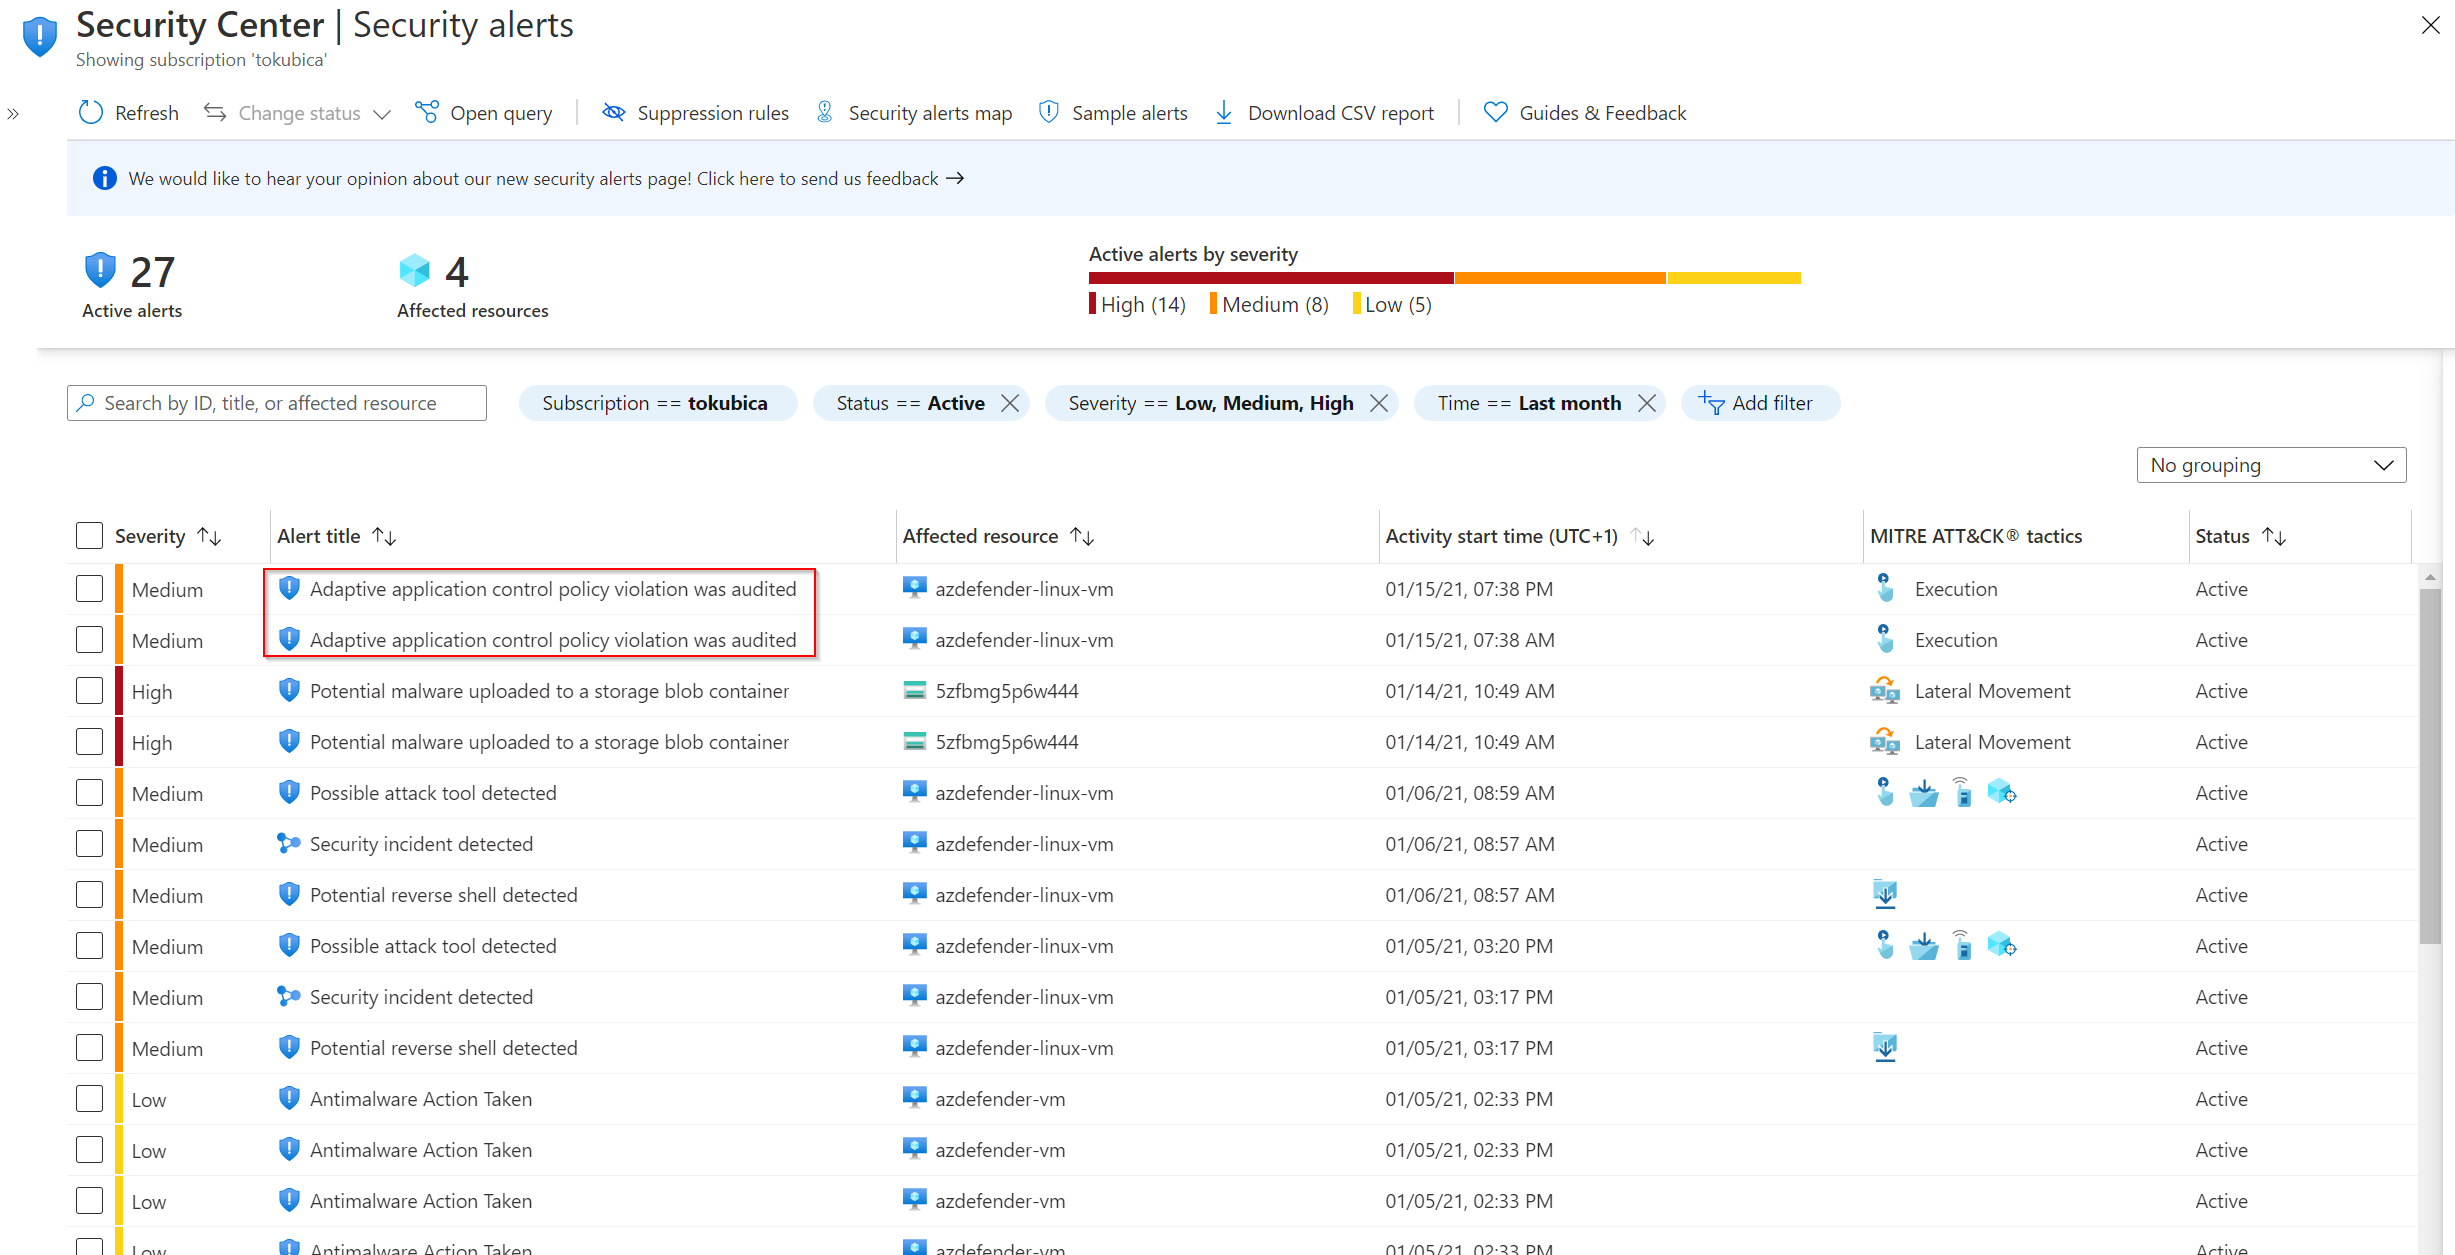 Security Center | Security alerts
Showing subscription 'tokubica'
Refresh Change status Open query Suppression rules Security alerts map Sample alerts Download CSV report Guides & Feedback
We would like to hear your opinion about our new security alerts page! Click here to send us feedback →
27 Active alerts
4 Affected resources
Active alerts by severity
High (14) Medium (8) Low (5)
Search by ID, title, or affected resource Subscription == tokubica Status == Active Severity == Low, Medium, High Time == Last month Add filter
No grouping
Severity Alert title Affected resource Activity start time (UTC+1) MITRE ATT&CK® tactics Status
Medium Adaptive application control policy violation was audited azdefender-linux-vm 01/15/21, 07:38 PM Execution Active
Medium Adaptive application control policy violation was audited azdefender-linux-vm 01/15/21, 07:38 AM Execution Active
High Potential malware uploaded to a storage blob container 5zfbmg5p6w444 01/14/21, 10:49 AM Lateral Movement Active
High Potential malware uploaded to a storage blob container 5zfbmg5p6w444 01/14/21, 10:49 AM Lateral Movement Active
Medium Possible attack tool detected azdefender-linux-vm 01/06/21, 08:59 AM Active
Medium Security incident detected azdefender-linux-vm 01/06/21, 08:57 AM Active
Medium Potential reverse shell detected azdefender-linux-vm 01/06/21, 08:57 AM Active
Medium Possible attack tool detected azdefender-linux-vm 01/05/21, 03:20 PM Active
Medium Security incident detected azdefender-linux-vm 01/05/21, 03:17 PM Active
Medium Potential reverse shell detected azdefender-linux-vm 01/05/21, 03:17 PM Active
Low Antimalware Action Taken azdefender-vm 01/05/21, 02:33 PM Active
Low Antimalware Action Taken azdefender-vm 01/05/21, 02:33 PM Active
Low Antimalware Action Taken azdefender-vm 01/05/21, 02:33 PM Active
Low Antimalware Action Taken azdefender-vm 01/05/21, 02:33 PM Active